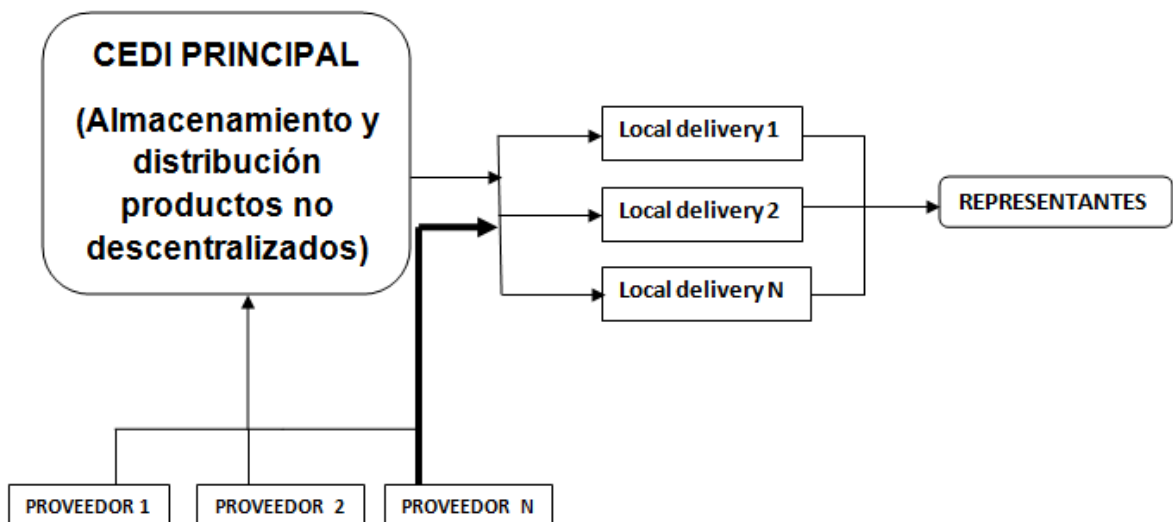 CEDI PRINCIPAL
(Almacenamiento y
distribución
productos no
descentralizados)
Local delivery 1
Local delivery 2
Local delivery N
REPRESENTANTES
PROVEEDOR 1
PROVEEDOR 2
PROVEEDOR N